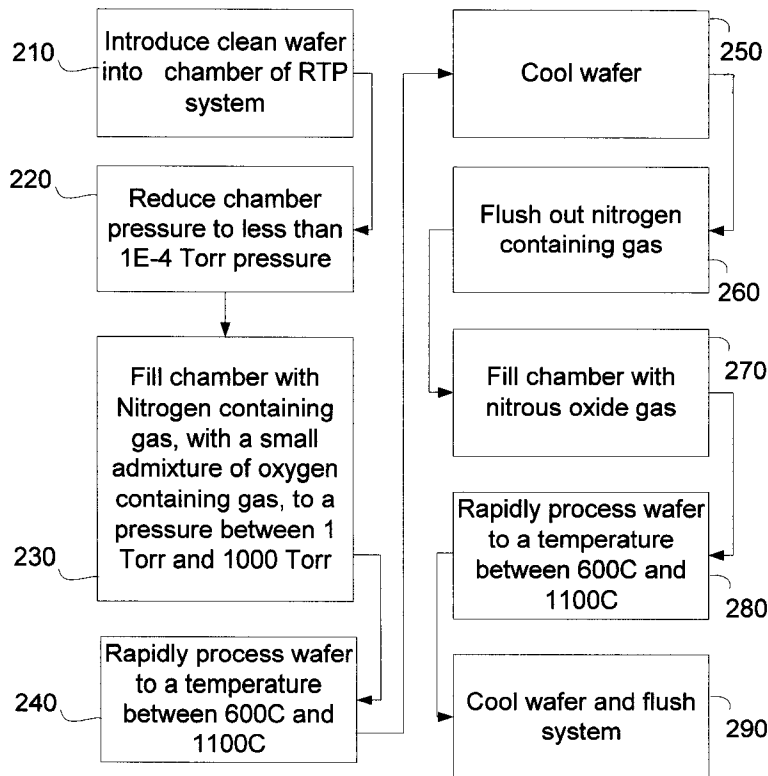 210
Introduce clean wafer
into chamber of RTP
system
220
Reduce chamber
pressure to less than
1E-4 Torr pressure
230
Fill chamber with
Nitrogen containing
gas, with a small
admixture of oxygen
containing gas, to a
pressure between 1
Torr and 1000 Torr
240
Rapidly process wafer
to a temperature
between 600C and
1100C
250
Cool wafer
Flush out nitrogen
containing gas
260
270
Fill chamber with
nitrous oxide gas
Rapidly process wafer
to a temperature
between 600C and
1100C
280
Cool wafer and flush
system
290